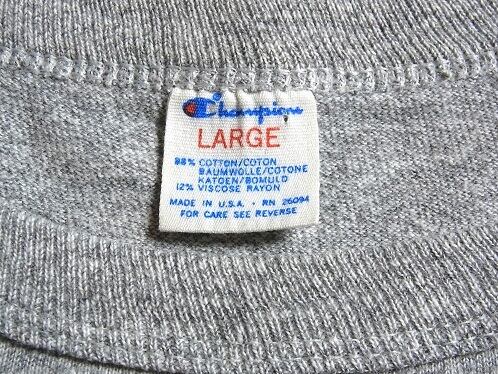 Champion
LARGE
88% COTTON/COTON
BAUMWOLLE/COTONE
KATOEN/BOMULD
12% VISCOSE RAYON
MADE IN U.S.A. • RN 26094
FOR CARE SEE REVERSE